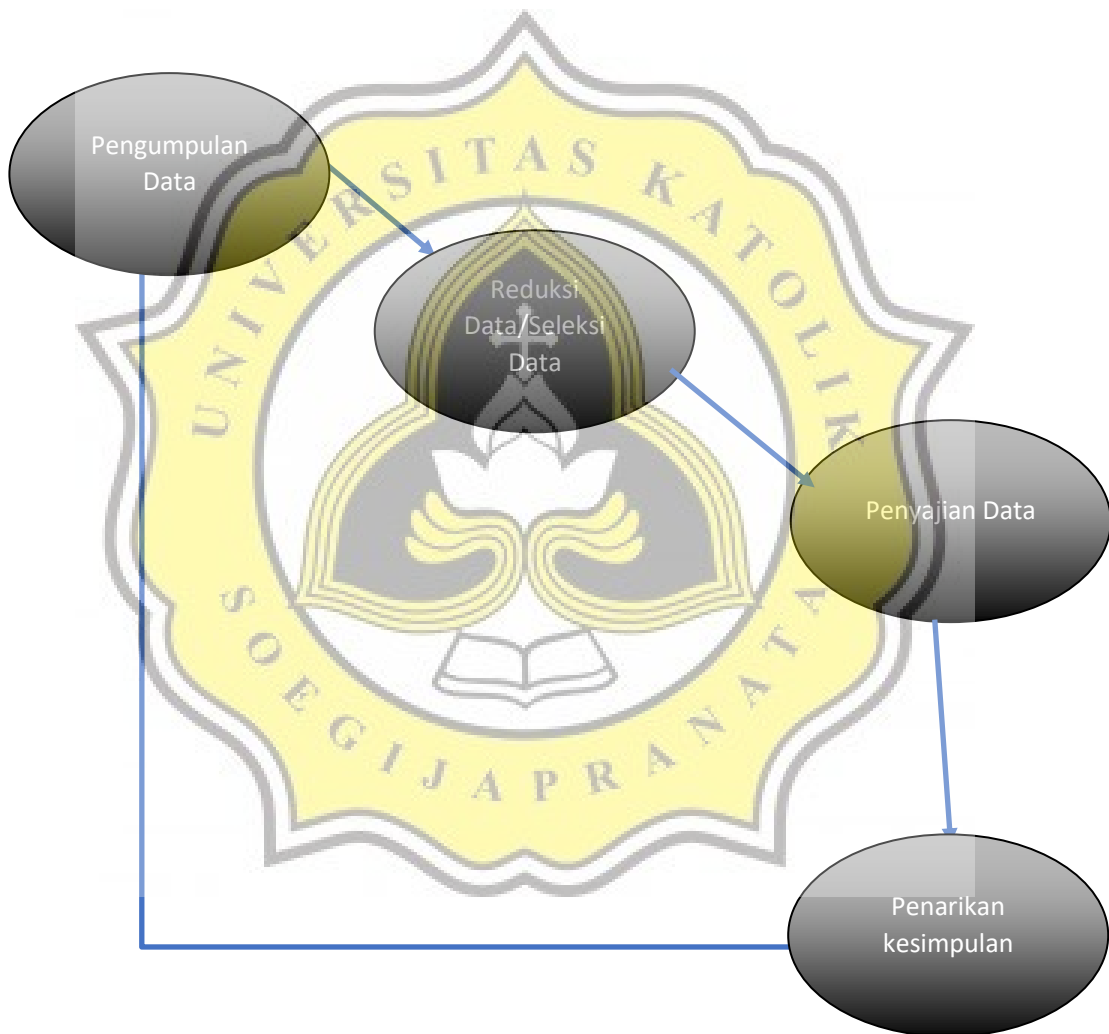 UNIVERSITAS KATOLIK
Pengumpulan
Data
Reduksi
Data/Seleksi
Data
Penyajian Data
SOEGIJAPRANATA
Penarikan
kesimpulan